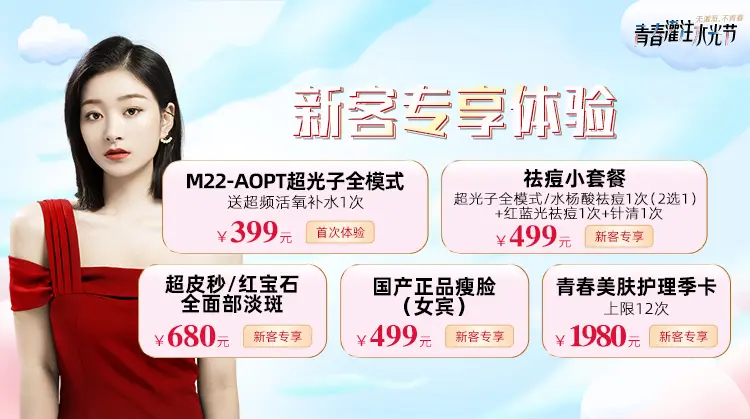 无澈泡,不青春
青春灌注水光节
新客专享体验
M22-AOPT超光子全模式
送超频活氧补水1次
¥399元 首次体验
祛痘小套餐
超光子全模式/水杨酸祛痘1次(2选1)
+红蓝光祛痘1次+针清1次
¥499元 新客专享
超皮秒/红宝石
全面部淡斑
¥680元 新客专享
国产正品瘦脸
(女宾)
¥499元 新客专享
青春美肤护理季卡
上限12次
¥1980元 新客专享